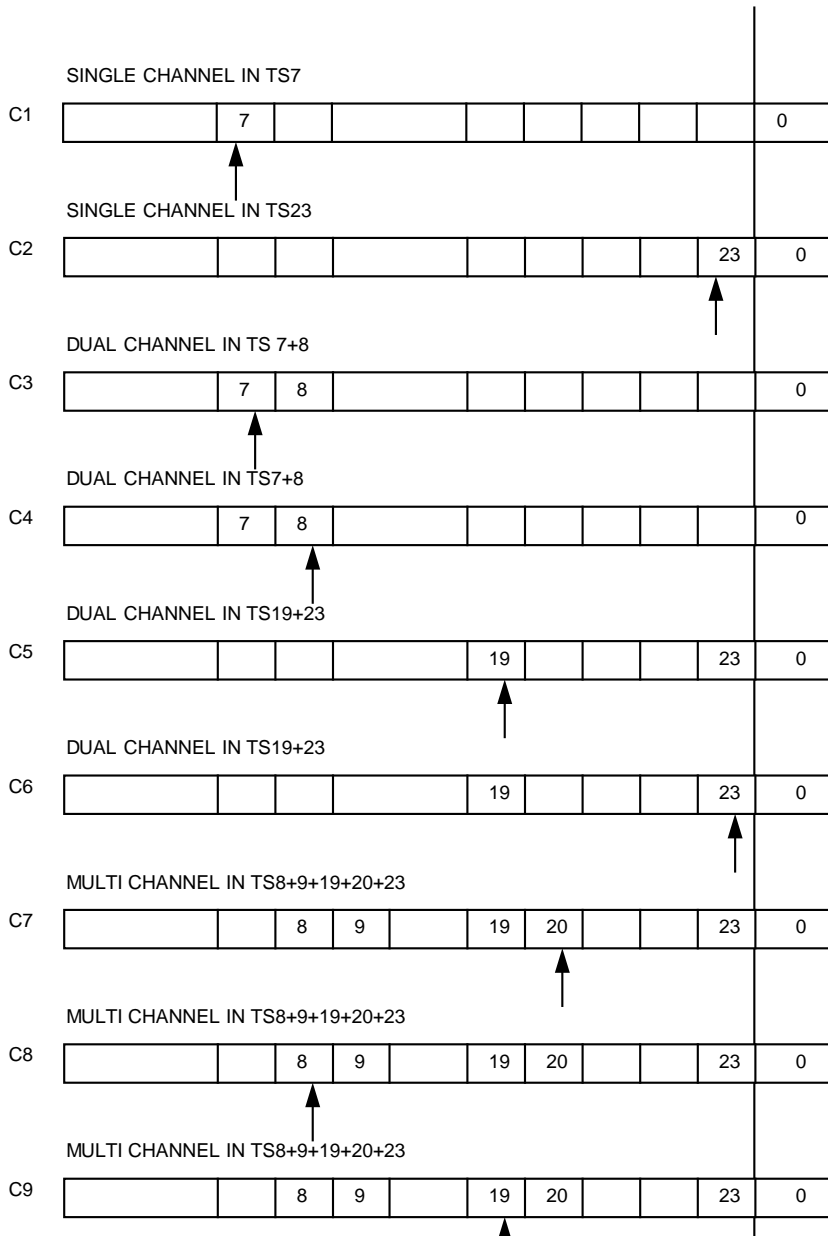 SINGLE CHANNEL IN TS7
C1 7 0
SINGLE CHANNEL IN TS23
C2 23 0
DUAL CHANNEL IN TS 7+8
C3 7 8 0
DUAL CHANNEL IN TS7+8
C4 7 8 0
DUAL CHANNEL IN TS19+23
C5 19 23 0
DUAL CHANNEL IN TS19+23
C6 19 23 0
MULTI CHANNEL IN TS8+9+19+20+23
C7 8 9 19 20 23 0
MULTI CHANNEL IN TS8+9+19+20+23
C8 8 9 19 20 23 0
MULTI CHANNEL IN TS8+9+19+20+23
C9 8 9 19 20 23 0